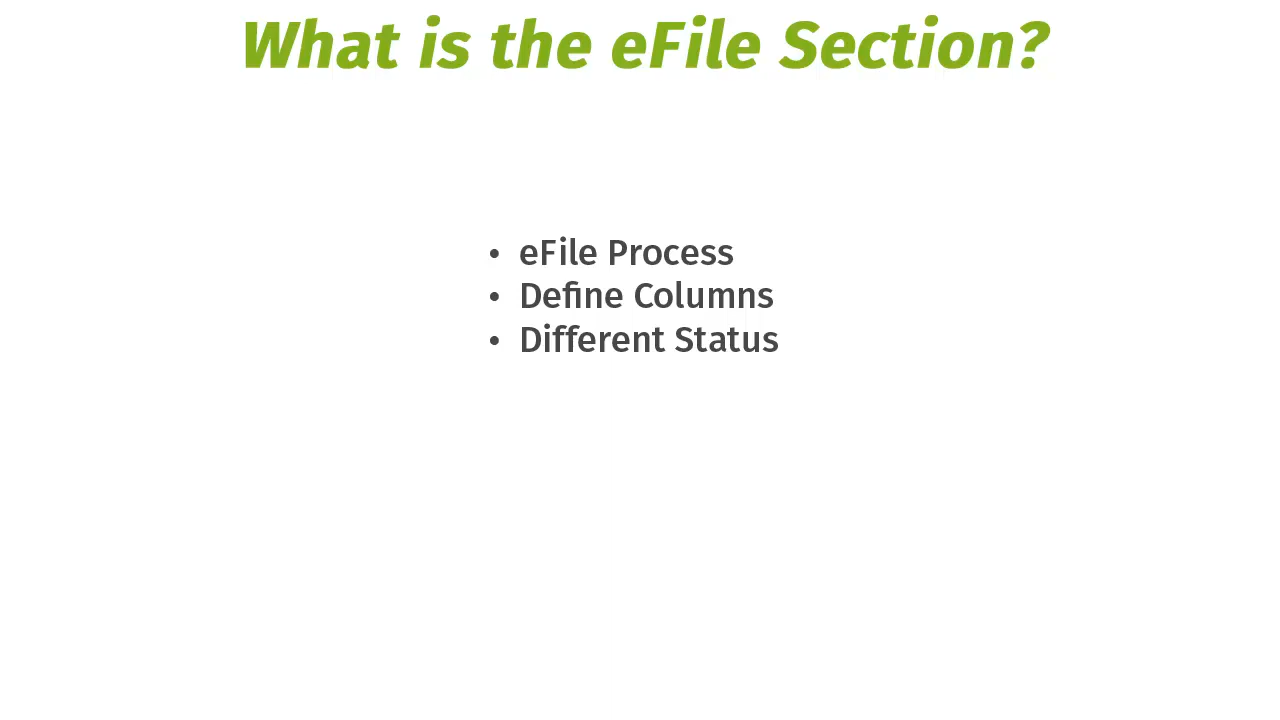 What is the eFile Section?
• eFile Process
• Define Columns
• Different Status